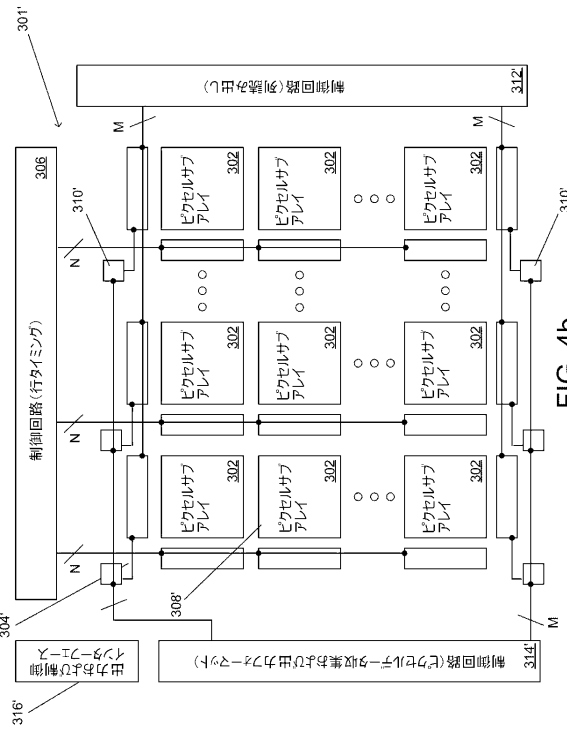 301'
制御回路(行タイミング)
306
310'
制御回路(列読み出し)
312'
316'
出力および制御
インターフェース
304'
N
N
N
M
ピクセルサブ
アレイ
302
ピクセルサブ
アレイ
302
ピクセルサブ
アレイ
302
308'
ピクセルサブ
アレイ
302
ピクセルサブ
アレイ
302
ピクセルサブ
アレイ
302
ピクセルサブ
アレイ
302
ピクセルサブ
アレイ
302
ピクセルサブ
アレイ
302
制御回路(ピクセルデータ収集および出力フォーマット)
314'
M
M
310'
FIG. 4b